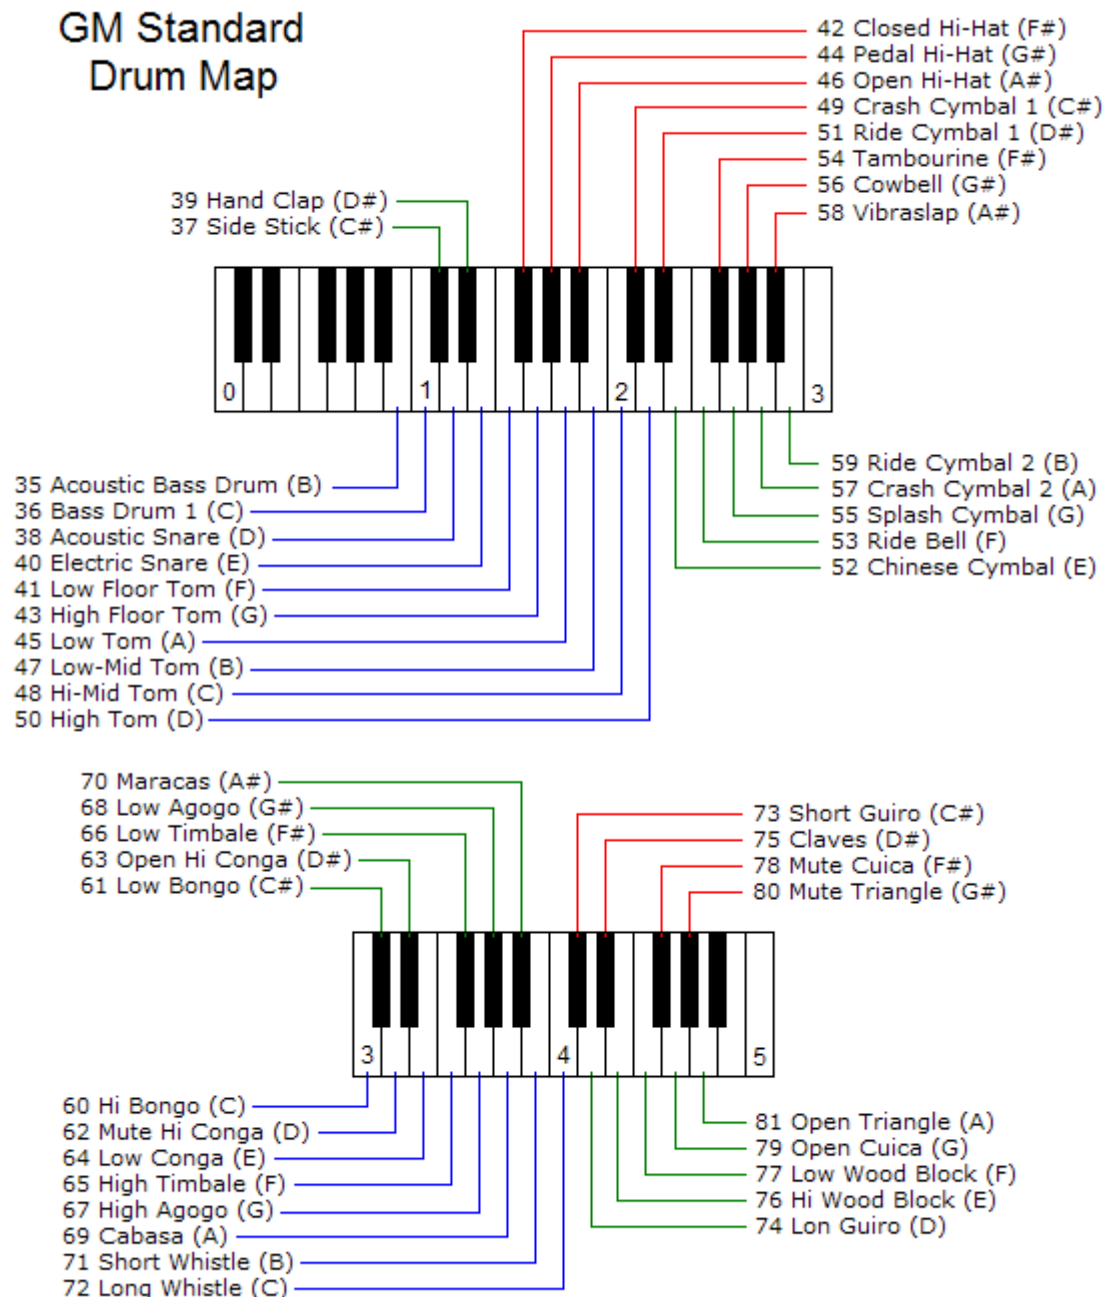 GM Standard
Drum Map
42 Closed Hi-Hat (F#)
44 Pedal Hi-Hat (G#)
46 Open Hi-Hat (A#)
49 Crash Cymbal 1 (C#)
51 Ride Cymbal 1 (D#)
54 Tambourine (F#)
56 Cowbell (G#)
58 Vibraslap (A#)
39 Hand Clap (D#)
37 Side Stick (C#)
0 1 2 3
35 Acoustic Bass Drum (B)
36 Bass Drum 1 (C)
38 Acoustic Snare (D)
40 Electric Snare (E)
41 Low Floor Tom (F)
43 High Floor Tom (G)
45 Low Tom (A)
47 Low-Mid Tom (B)
48 Hi-Mid Tom (C)
50 High Tom (D)
59 Ride Cymbal 2 (B)
57 Crash Cymbal 2 (A)
55 Splash Cymbal (G)
53 Ride Bell (F)
52 Chinese Cymbal (E)
70 Maracas (A#)
68 Low Agogo (G#)
66 Low Timbale (F#)
63 Open Hi Conga (D#)
61 Low Bongo (C#)
73 Short Guiro (C#)
75 Claves (D#)
78 Mute Cuica (F#)
80 Mute Triangle (G#)
3 4 5
60 Hi Bongo (C)
62 Mute Hi Conga (D)
64 Low Conga (E)
65 High Timbale (F)
67 High Agogo (G)
69 Cabasa (A)
71 Short Whistle (B)
72 Long Whistle (C)
81 Open Triangle (A)
79 Open Cuica (G)
77 Low Wood Block (F)
76 Hi Wood Block (E)
74 Lon Guiro (D)